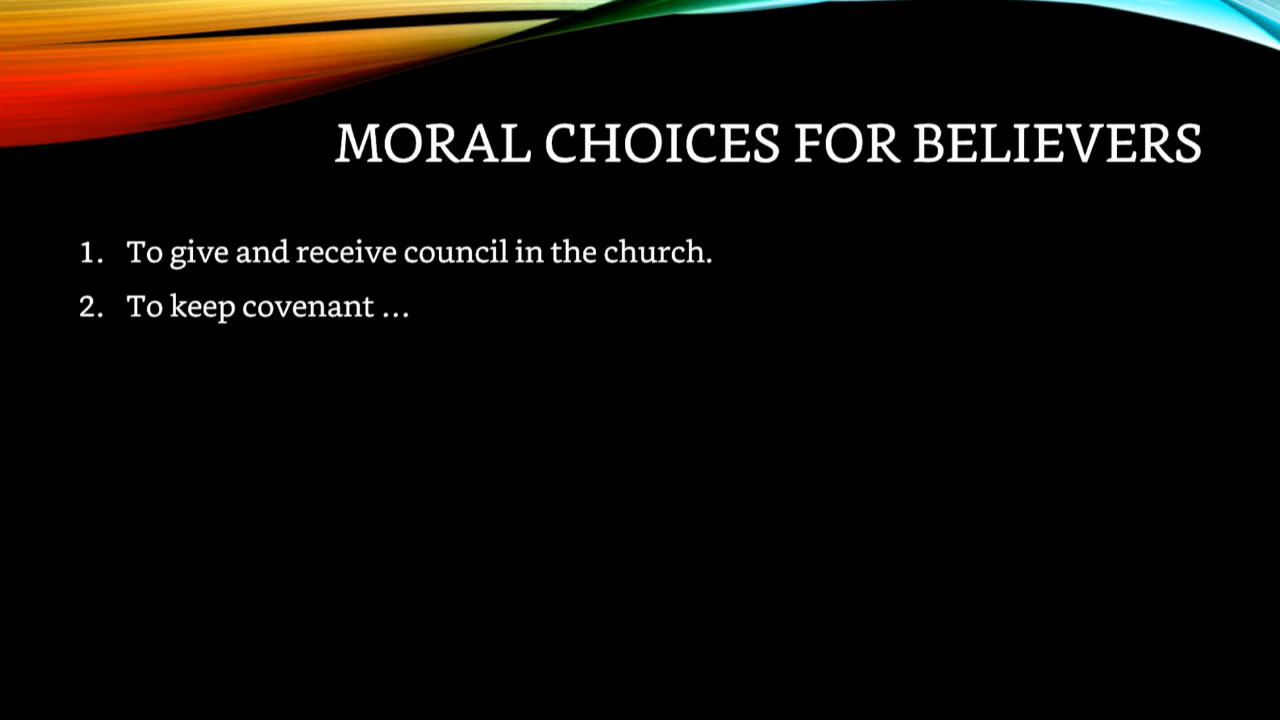 MORAL CHOICES FOR BELIEVERS
1. To give and receive council in the church.
2. To keep covenant …